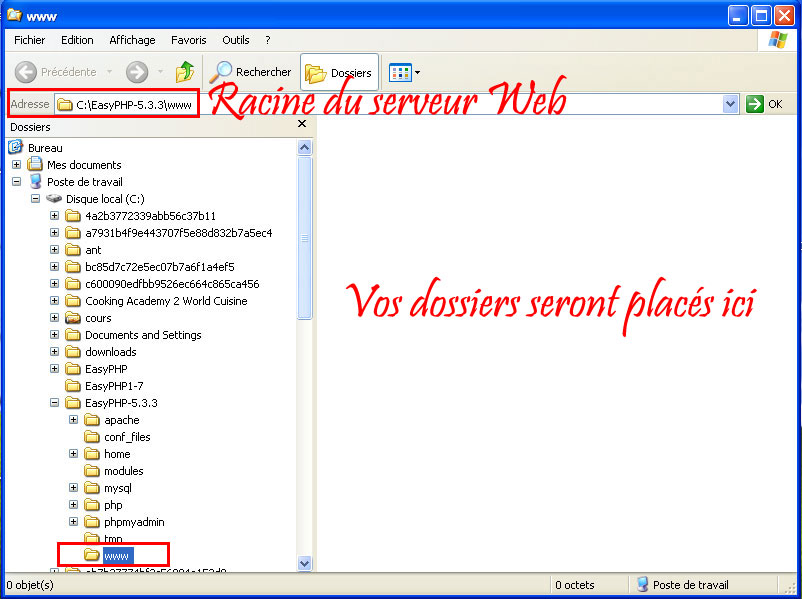 www
Fichier Edition Affichage Favoris Outils ?
Précédente Rechercher Dossiers
Adresse C:\EasyPHP-5.3.3\www OK
Racine du serveur Web
Dossiers
Bureau
Mes documents
Poste de travail
Disque local (C:)
4a2b3772339abb56c37b11
a7931b4f9e443707f5e88d832b7a5ec4
ant
bc85d7c72e5ec07b7a6f1a4ef5
c600090edfbb9526ec664c865ca456
Cooking Academy 2 World Cuisine
cours
Documents and Settings
downloads
EasyPHP
EasyPHP1-7
EasyPHP-5.3.3
apache
conf_files
home
modules
mysql
php
phpmyadmin
tmp
www
Vos dossiers seront placés ici
0 objet(s) 0 octets Poste de travail